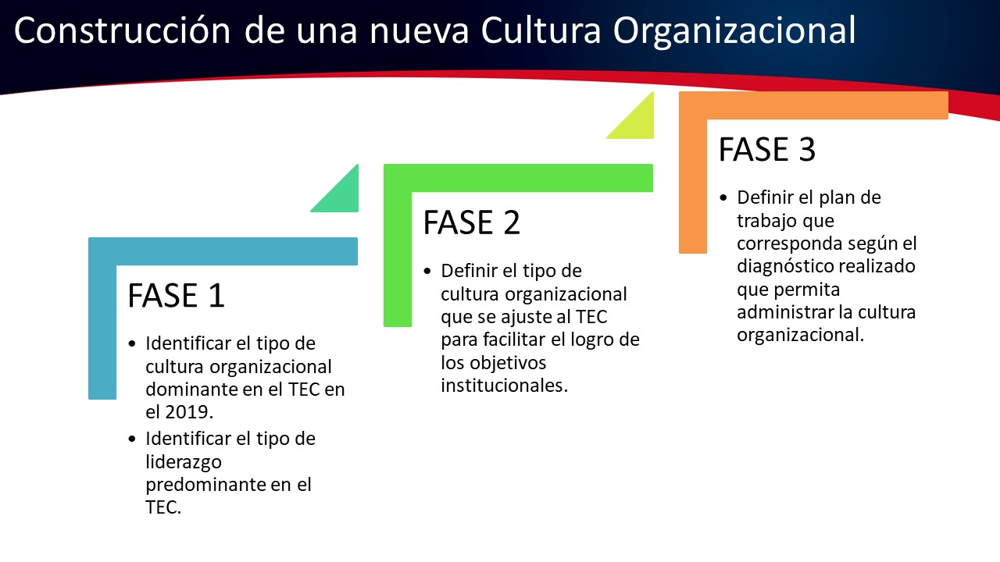 Construcción de una nueva Cultura Organizacional
FASE 1
• Identificar el tipo de
cultura organizacional
dominante en el TEC en
el 2019.
• Identificar el tipo de
liderazgo
predominante en el
TEC.
FASE 2
• Definir el tipo de
cultura organizacional
que se ajuste al TEC
para facilitar el logro de
los objetivos
institucionales.
FASE 3
• Definir el plan de
trabajo que
corresponda según el
diagnóstico realizado
que permita
administrar la cultura
organizacional.